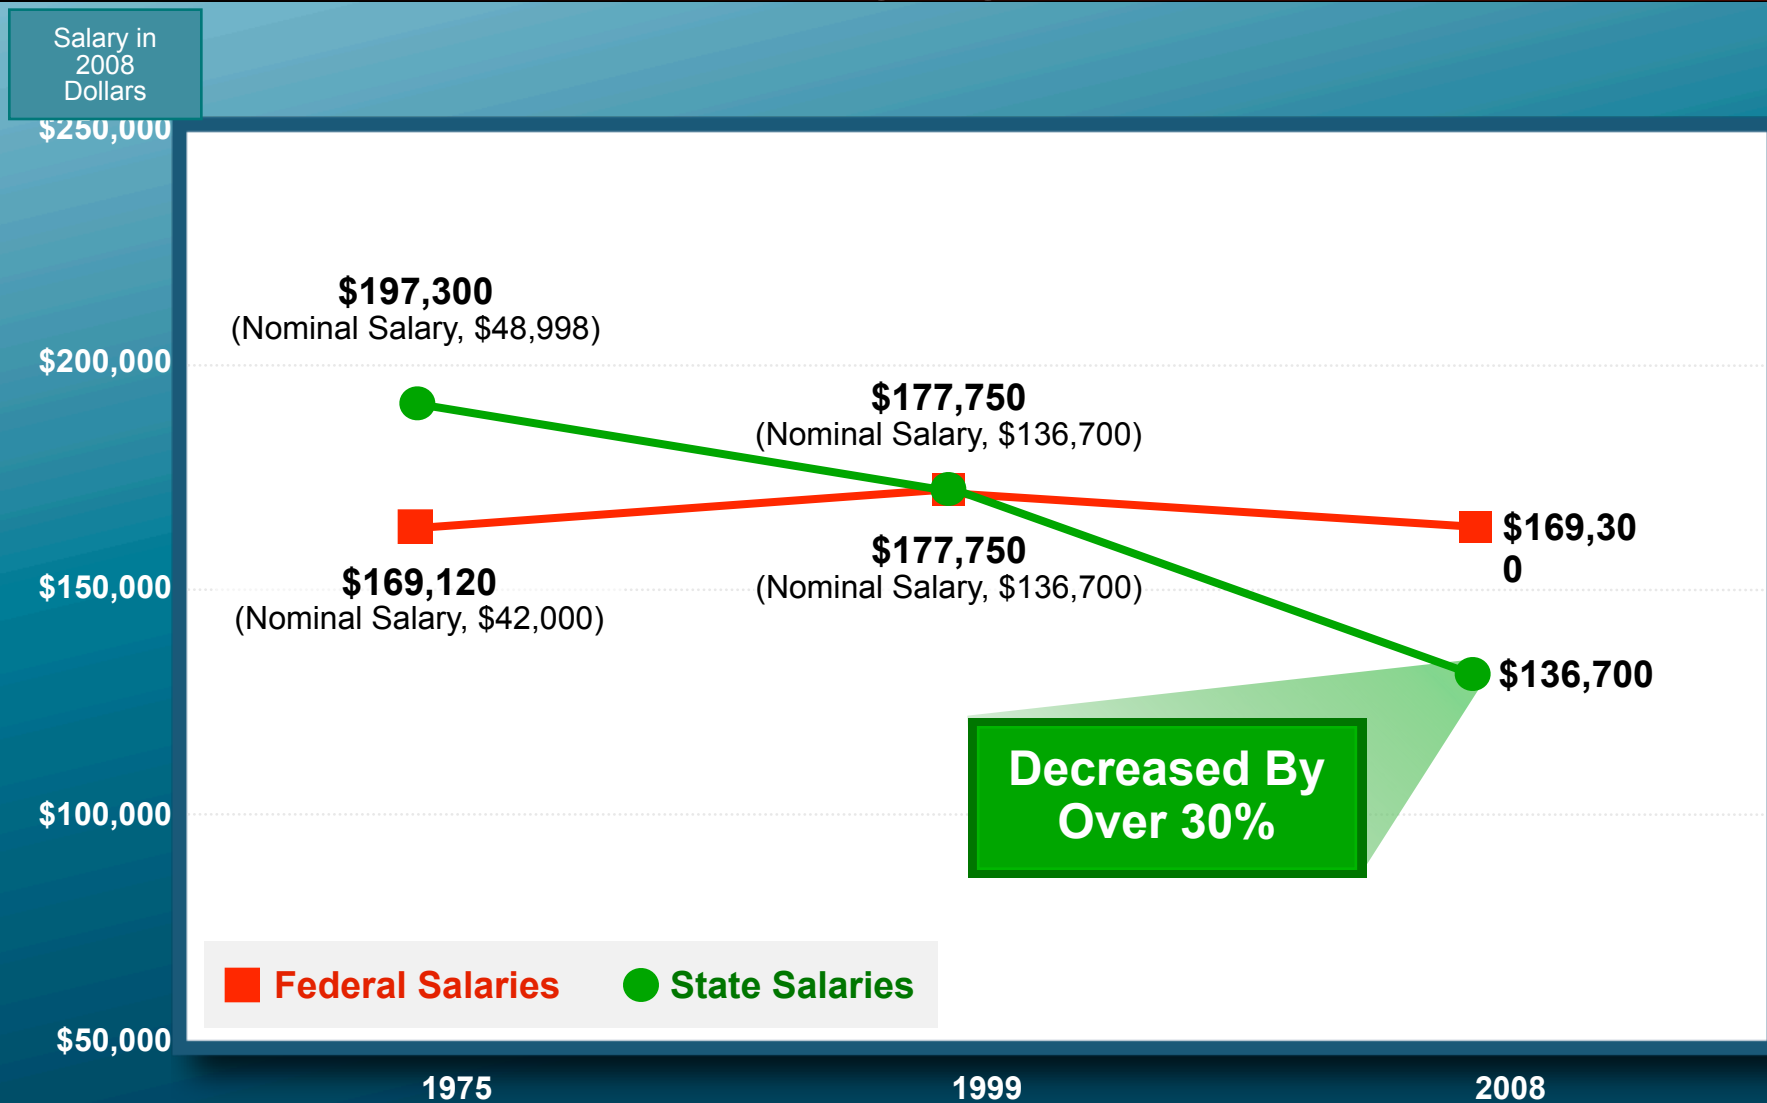 Salary in
2008
Dollars
$250,000
$197,300
(Nominal Salary, $48,998)
$200,000
$177,750
(Nominal Salary, $136,700)
$169,30
0
$177,750
(Nominal Salary, $136,700)
$150,000
$169,120
(Nominal Salary, $42,000)
$136,700
Decreased By
Over 30%
$100,000
Federal Salaries
State Salaries
$50,000
1975
1999
2008